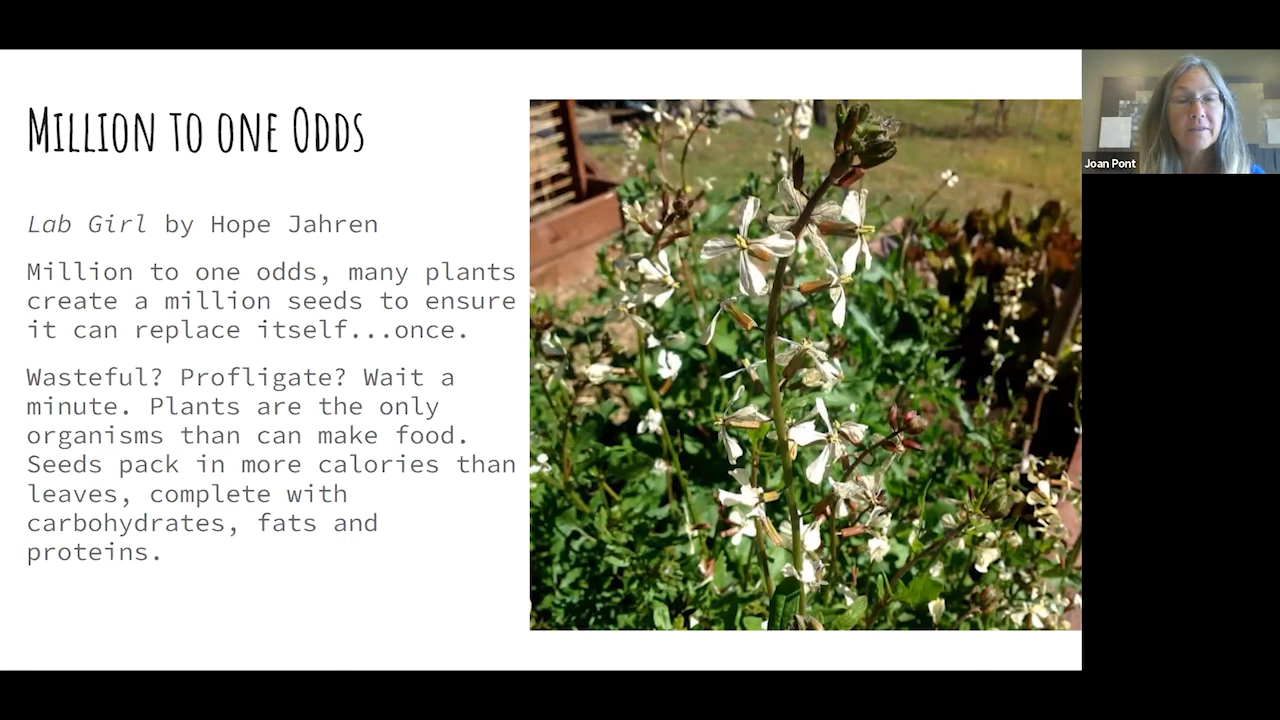 Million to one Odds
Lab Girl by Hope Jahren
Million to one odds, many plants
create a million seeds to ensure
it can replace itself...once.
Wasteful? Profligate? Wait a
minute. Plants are the only
organisms than can make food.
Seeds pack in more calories than
leaves, complete with
carbohydrates, fats and
proteins.
Joan Pont